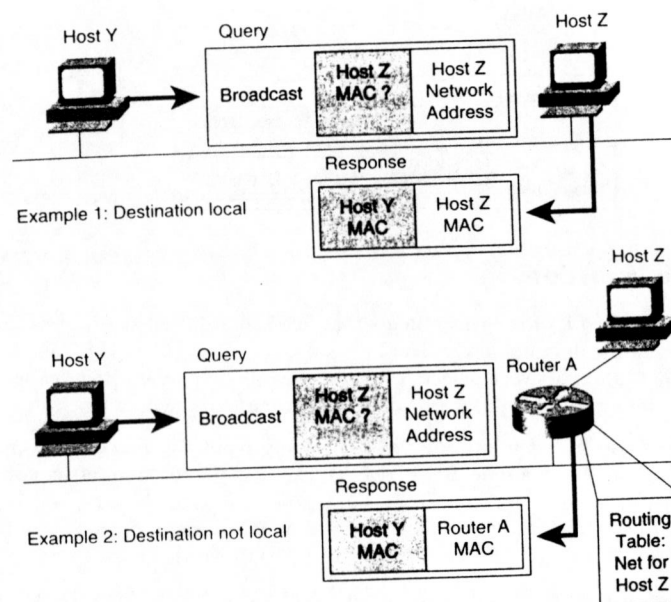 Host Y
Query
Host Z
Broadcast
Host Z
MAC ?
Host Z
Network
Address
Response
Host Y
MAC
Host Z
MAC
Example 1: Destination local
Host Z
Host Y
Query
Router A
Broadcast
Host Z
MAC ?
Host Z
Network
Address
Response
Host Y
MAC
Router A
MAC
Example 2: Destination not local
Routing
Table:
Net for
Host Z